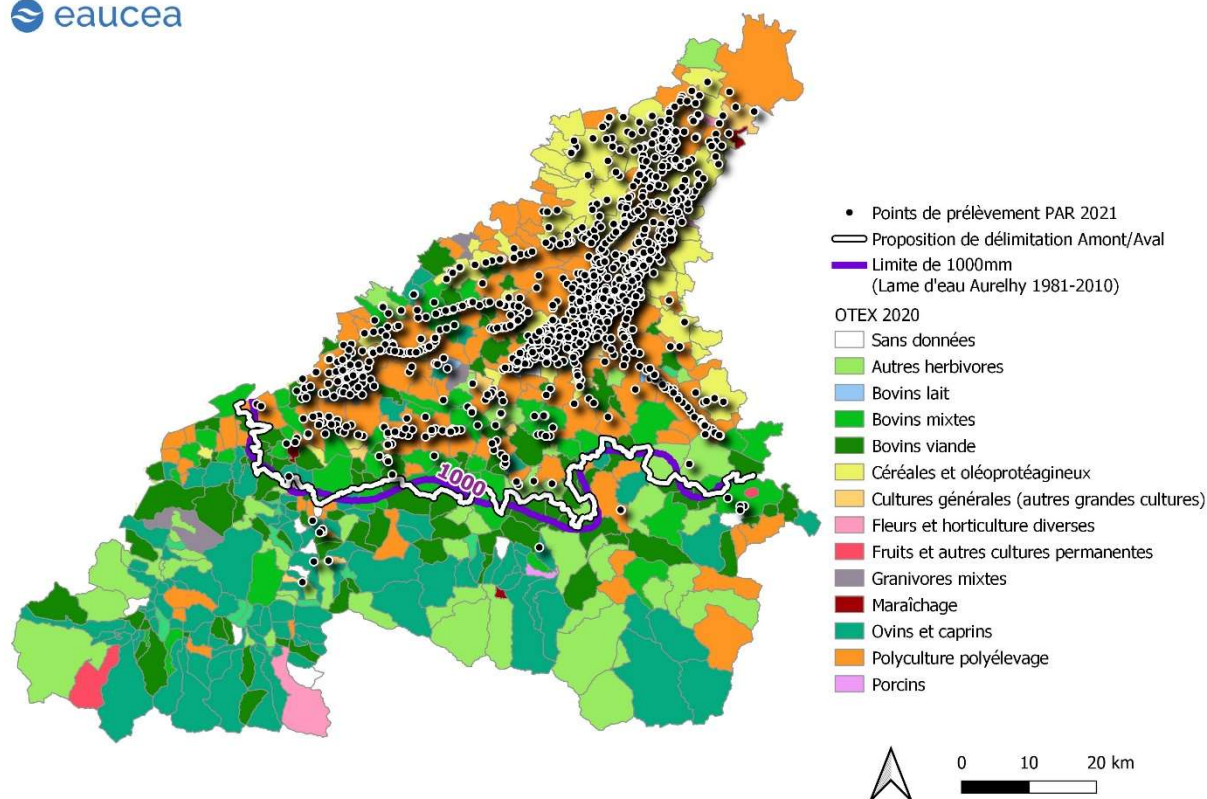 eaucea
1000
Points de prélèvement PAR 2021
Proposition de délimitation Amont/Aval
Limite de 1000mm
(Lame d'eau Aurelhy 1981-2010)
OTEX 2020
Sans données
Autres herbivores
Bovins lait
Bovins mixtes
Bovins viande
Céréales et oléoprotéagineux
Cultures générales (autres grandes cultures)
Fleurs et horticulture diverses
Fruits et autres cultures permanentes
Granivores mixtes
Maraîchage
Ovins et caprins
Polyculture polyélevage
Porcins
0 10 20 km